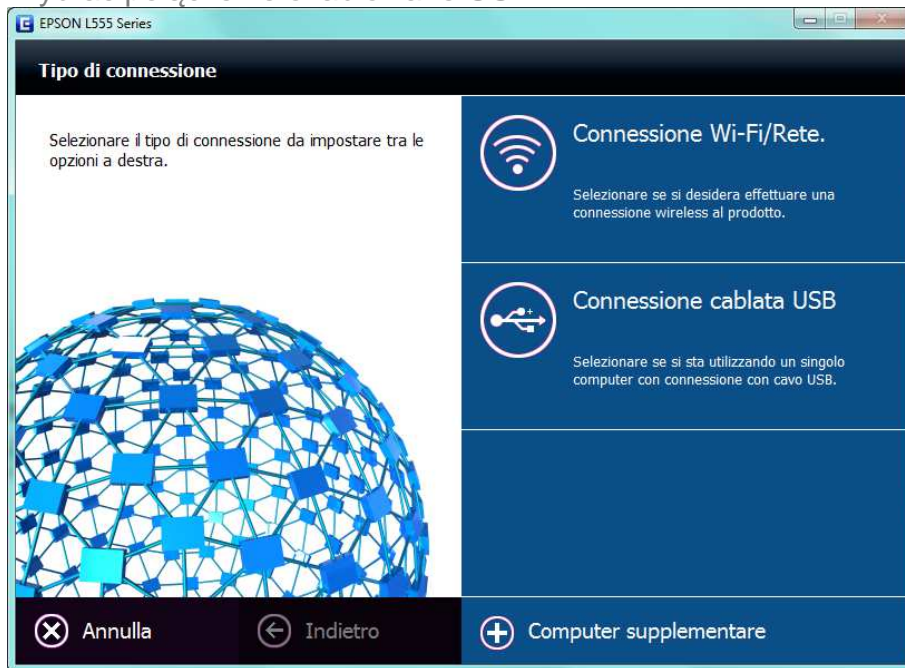 EPSON L555 Series
Tipo di connessione
Selezionare il tipo di connessione da impostare tra le
opzioni a destra.
Connessione Wi-Fi/Rete.
Selezionare se si desidera effettuare una
connessione wireless al prodotto.
Connessione cablata USB
Selezionare se si sta utilizzando un singolo
computer con connessione con cavo USB.
Annulla
Indietro
Computer supplementare